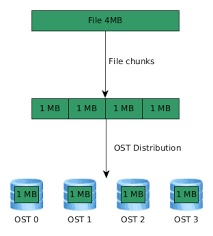 File 4MB
File chunks
1 MB 1 MB 1 MB 1 MB
OST Distribution
1 MB 1 MB 1 MB 1 MB
OST 0 OST 1 OST 2 OST 3